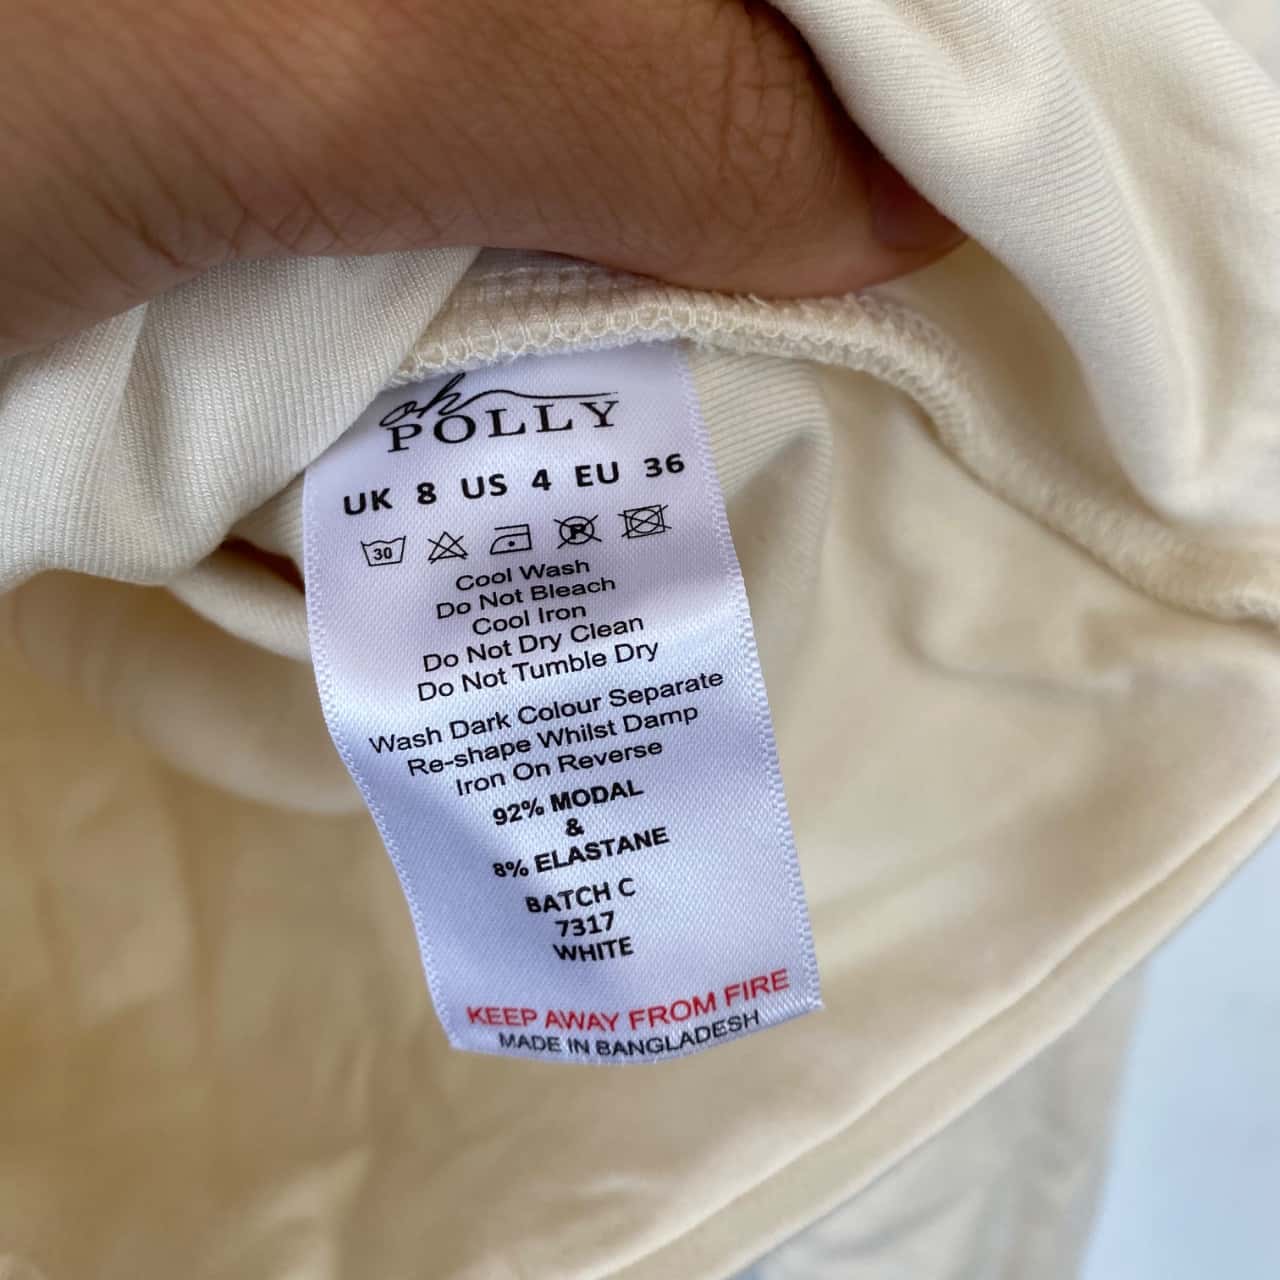 oh
POLLY
UK 8 US 4 EU 36
30 P
Cool Wash
Do Not Bleach
Cool Iron
Do Not Dry Clean
Do Not Tumble Dry
Wash Dark Colour Separate
Re-shape Whilst Damp
Iron On Reverse
92% MODAL
&
8% ELASTANE
BATCH C
7317
WHITE
KEEP AWAY FROM FIRE
MADE IN BANGLADESH